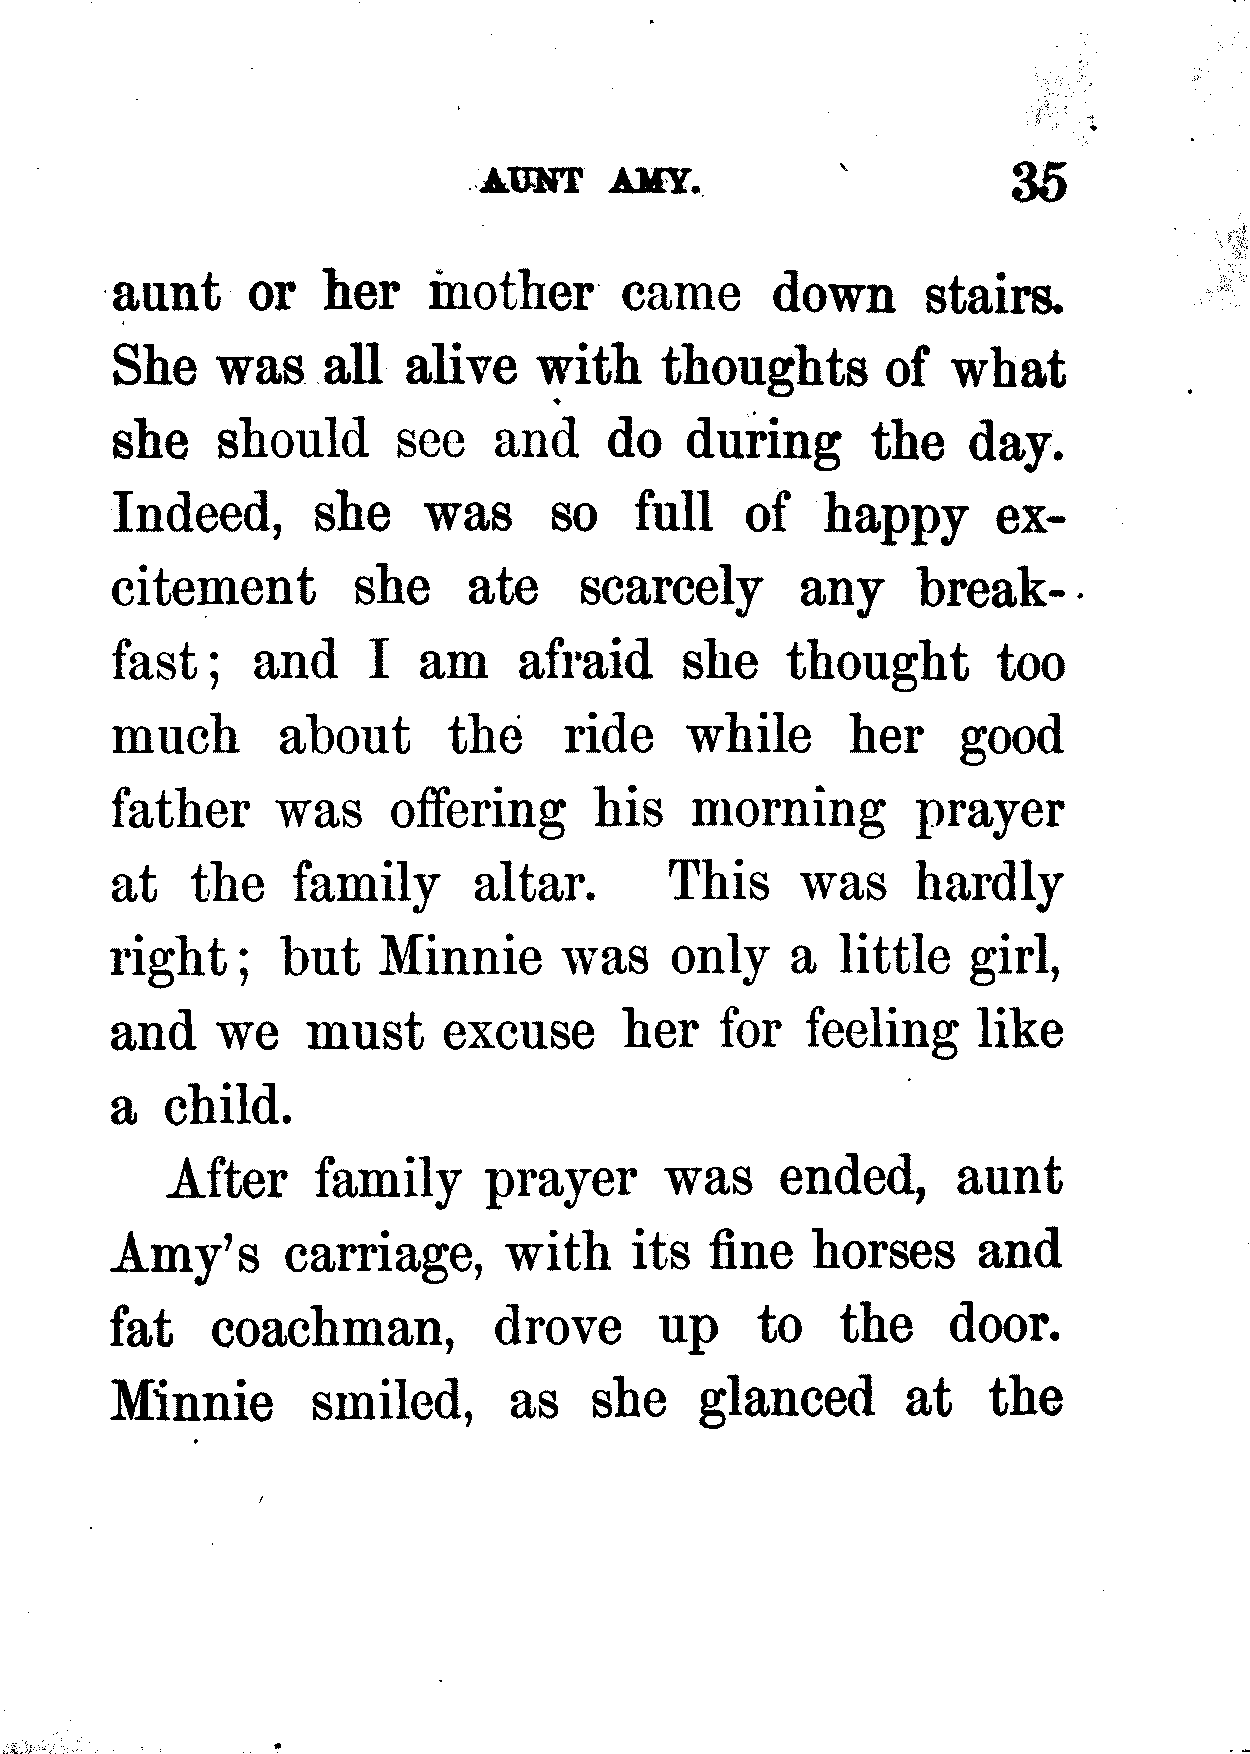 AUNT AMY. 35
aunt or her mother came down stairs.
She was all alive with thoughts of what
she should see and do during the day.
Indeed, she was so full of happy ex-
citement she ate scarcely any break-
fast; and I am afraid she thought too
much about the ride while her good
father was offering his morning prayer
at the family altar. This was hardly
right; but Minnie was only a little girl,
and we must excuse her for feeling like
a child.
After family prayer was ended, aunt
Amy's carriage, with its fine horses and
fat coachman, drove up to the door.
Minnie smiled, as she glanced at the